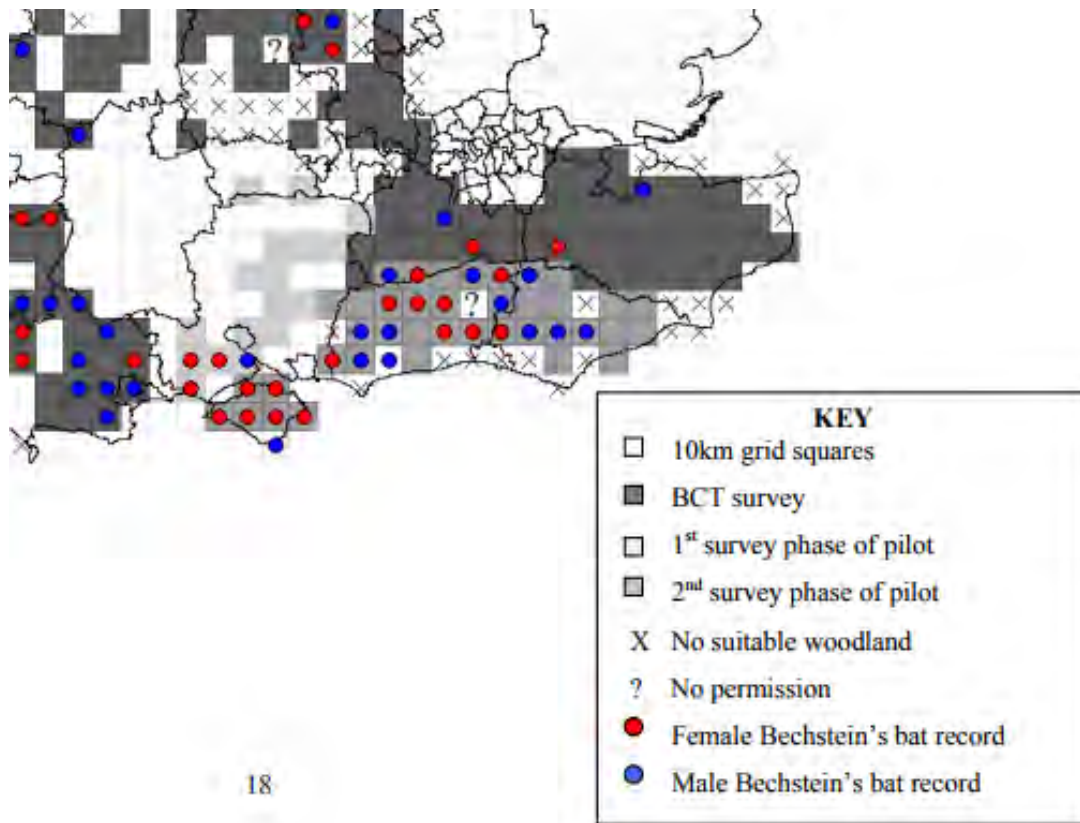 ?
?
KEY
10km grid squares
BCT survey
1st survey phase of pilot
2nd survey phase of pilot
X No suitable woodland
? No permission
Female Bechstein's bat record
Male Bechstein's bat record
18